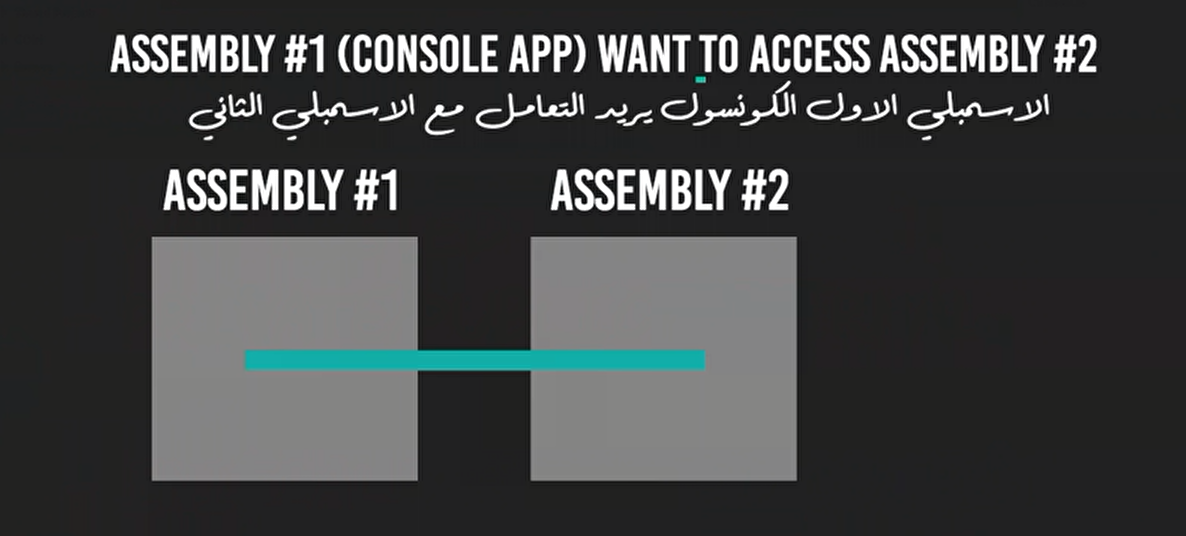 ASSEMBLY #1 (CONSOLE APP) WANT TO ACCESS ASSEMBLY #2
الاسمبلي الاول الكونسول يريد التعامل مع الاسمبلي الثاني
ASSEMBLY #1
ASSEMBLY #2